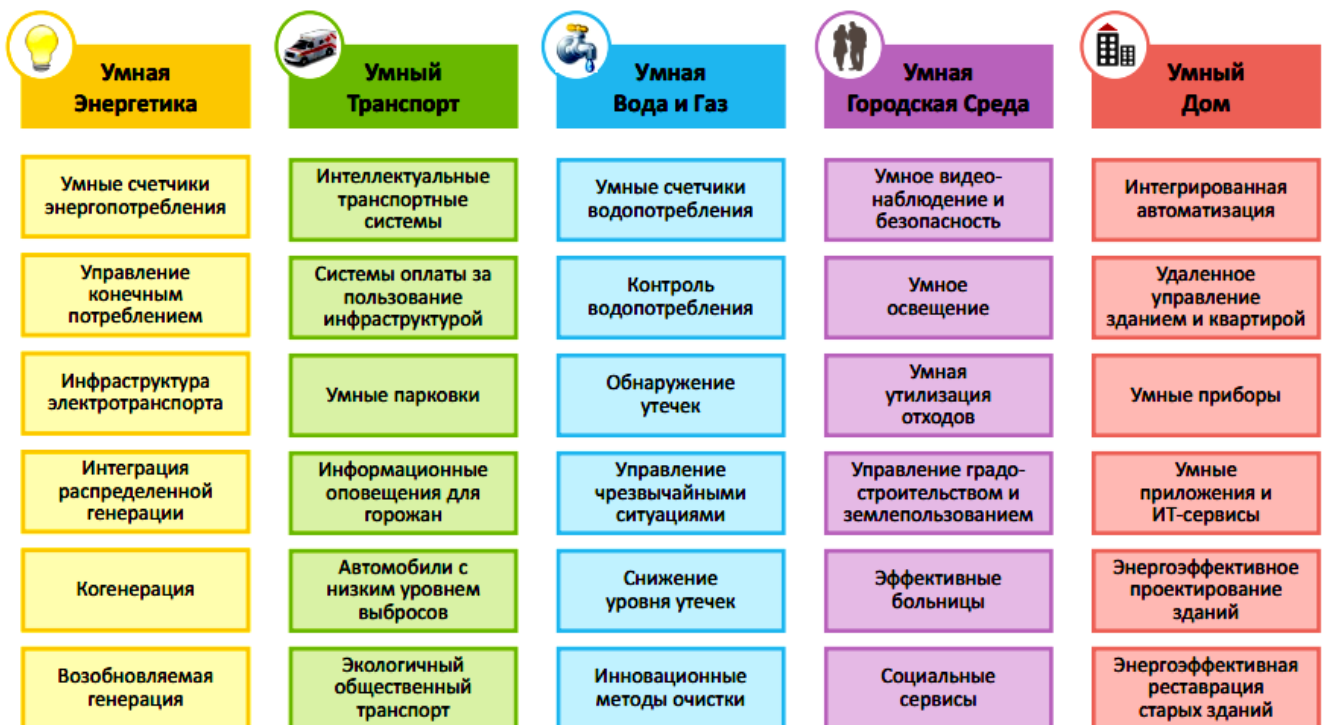 Умная
Энергетика
Умный
Транспорт
Умная
Вода и Газ
Умная
Городская Среда
Умный
Дом
Умные счетчики
энергопотребления
Интеллектуальные
транспортные
системы
Умные счетчики
водопотребления
Умное видео-
наблюдение и
безопасность
Интегрированная
автоматизация
Управление
конечным
потреблением
Системы оплаты за
пользование
инфраструктурой
Контроль
водопотребления
Умное
освещение
Удаленное
управление
зданием и квартирой
Инфраструктура
электротранспорта
Умные парковки
Обнаружение
утечек
Умная
утилизация
отходов
Умные приборы
Интеграция
распределенной
генерации
Информационные
оповещения для
горожан
Управление
чрезвычайными
ситуациями
Управление градо-
строительством и
землепользованием
Умные
приложения и
ИТ-сервисы
Когенерация
Автомобили с
низким уровнем
выбросов
Снижение
уровня утечек
Эффективные
больницы
Энергоэффективное
проектирование
зданий
Возобновляемая
генерация
Экологичный
общественный
транспорт
Инновационные
методы очистки
Социальные
сервисы
Энергоэффективная
реставрация
старых зданий